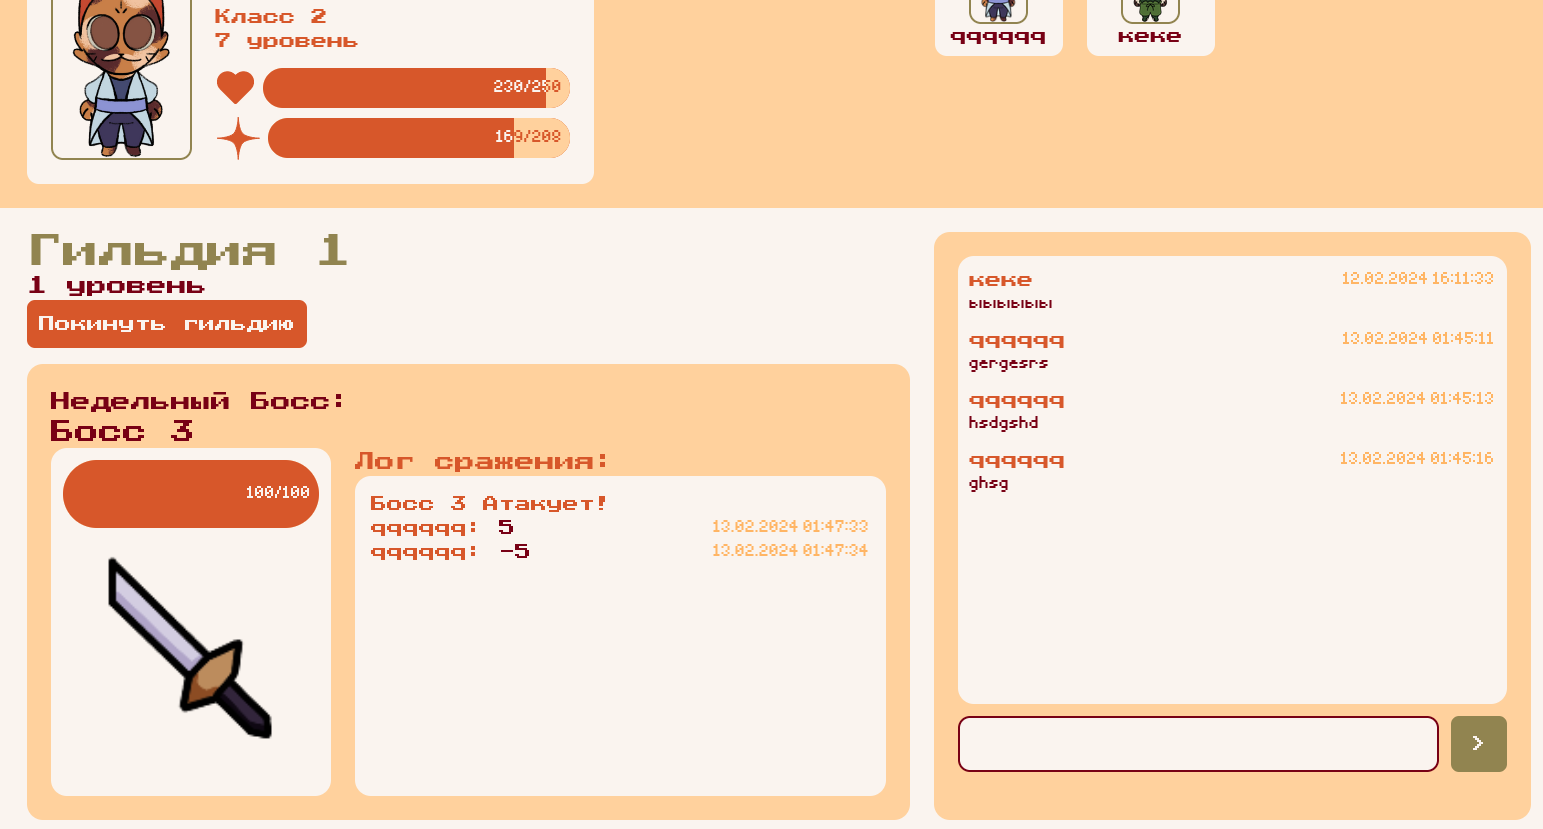 Класс 2
7 уровень
230/250
169/208
qqqqqq
кеке
Гильдия 1
1 уровень
Покинуть гильдию
Недельный Босс:
Босс 3
100/100
Лог сражения:
Босс 3 Атакует!
qqqqqq: 5 13.02.2024 01:47:33
qqqqqq: -5 13.02.2024 01:47:34
кеке 12.02.2024 16:11:33
ыыыыыы
qqqqqq 13.02.2024 01:45:11
gergesrs
qqqqqq 13.02.2024 01:45:13
hsdgshd
qqqqqq 13.02.2024 01:45:16
ghsg
>